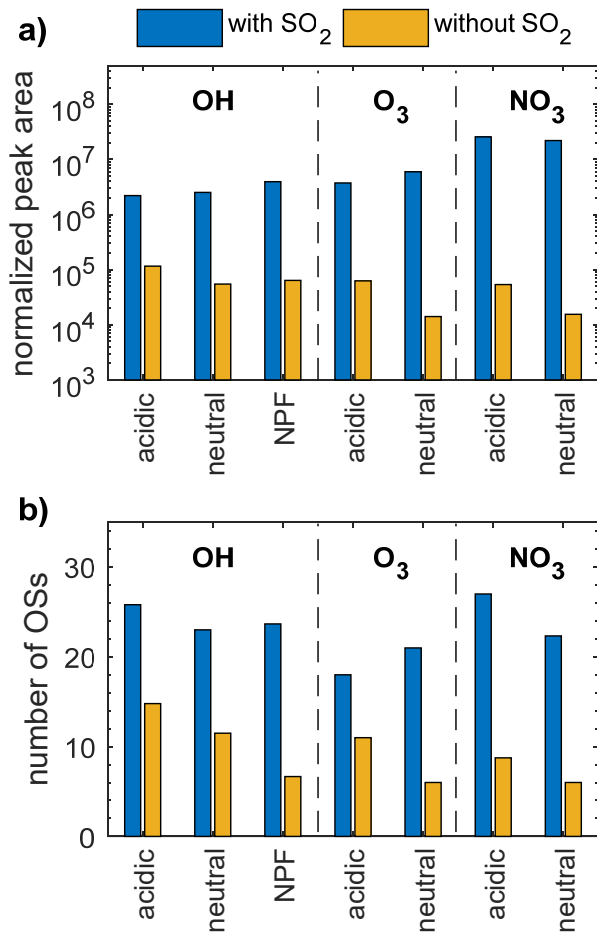 with SO2 without SO2
a)
normalized peak area
10^8
10^7
10^6
10^5
10^4
10^3
OH O3 NO3
acidic neutral NPF acidic neutral acidic neutral
b)
number of OSs
30
20
10
0
OH O3 NO3
acidic neutral NPF acidic neutral acidic neutral